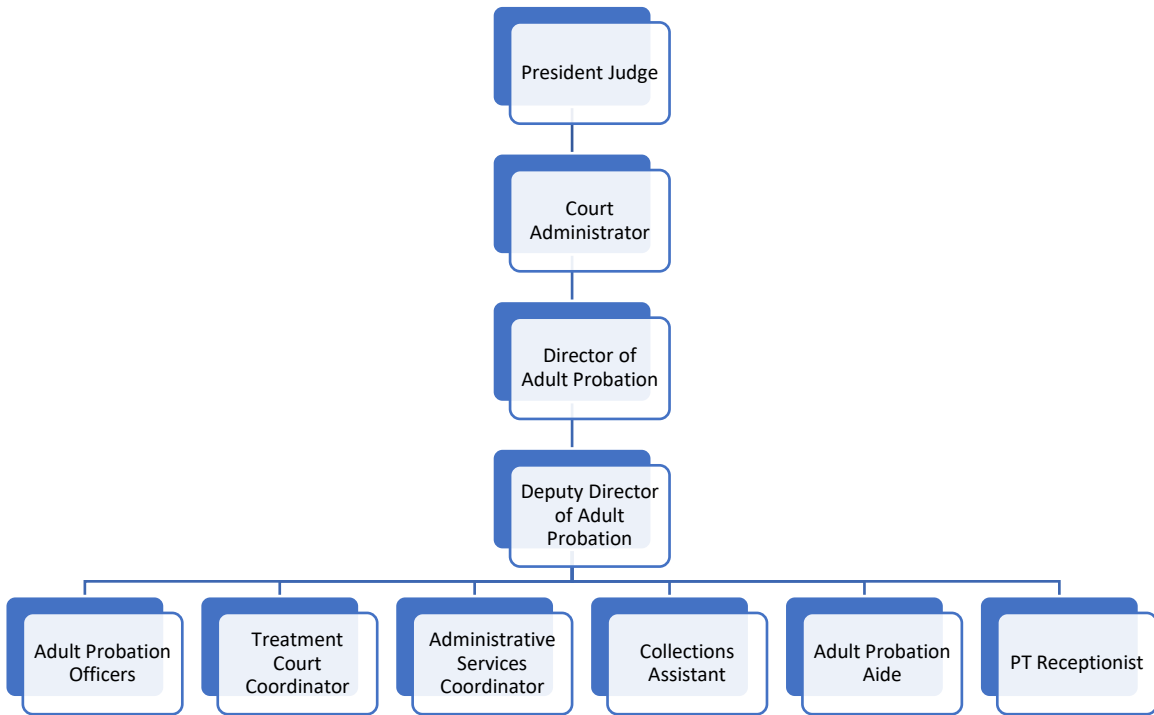 President Judge
Court
Administrator
Director of
Adult Probation
Deputy Director
of Adult
Probation
Adult Probation
Officers
Treatment
Court
Coordinator
Administrative
Services
Coordinator
Collections
Assistant
Adult Probation
Aide
PT Receptionist